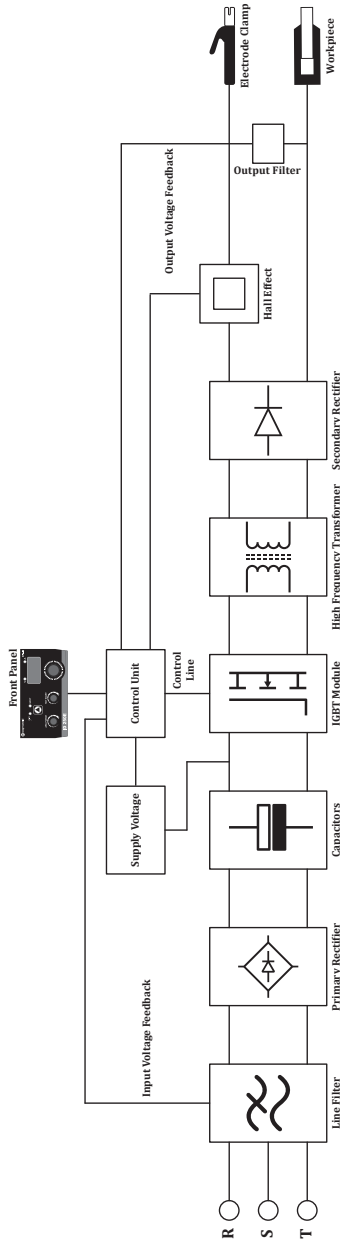 Front Panel
Electrode Clamp
Workpiece
Output Voltage Feedback
Output Filter
Hall Effect
Secondary Rectifier
High Frequency Transformer
Control Unit
Control
Line
IGBT Module
Supply Voltage
Capacitors
Primary Rectifier
Input Voltage Feedback
Line Filter
R
S
T